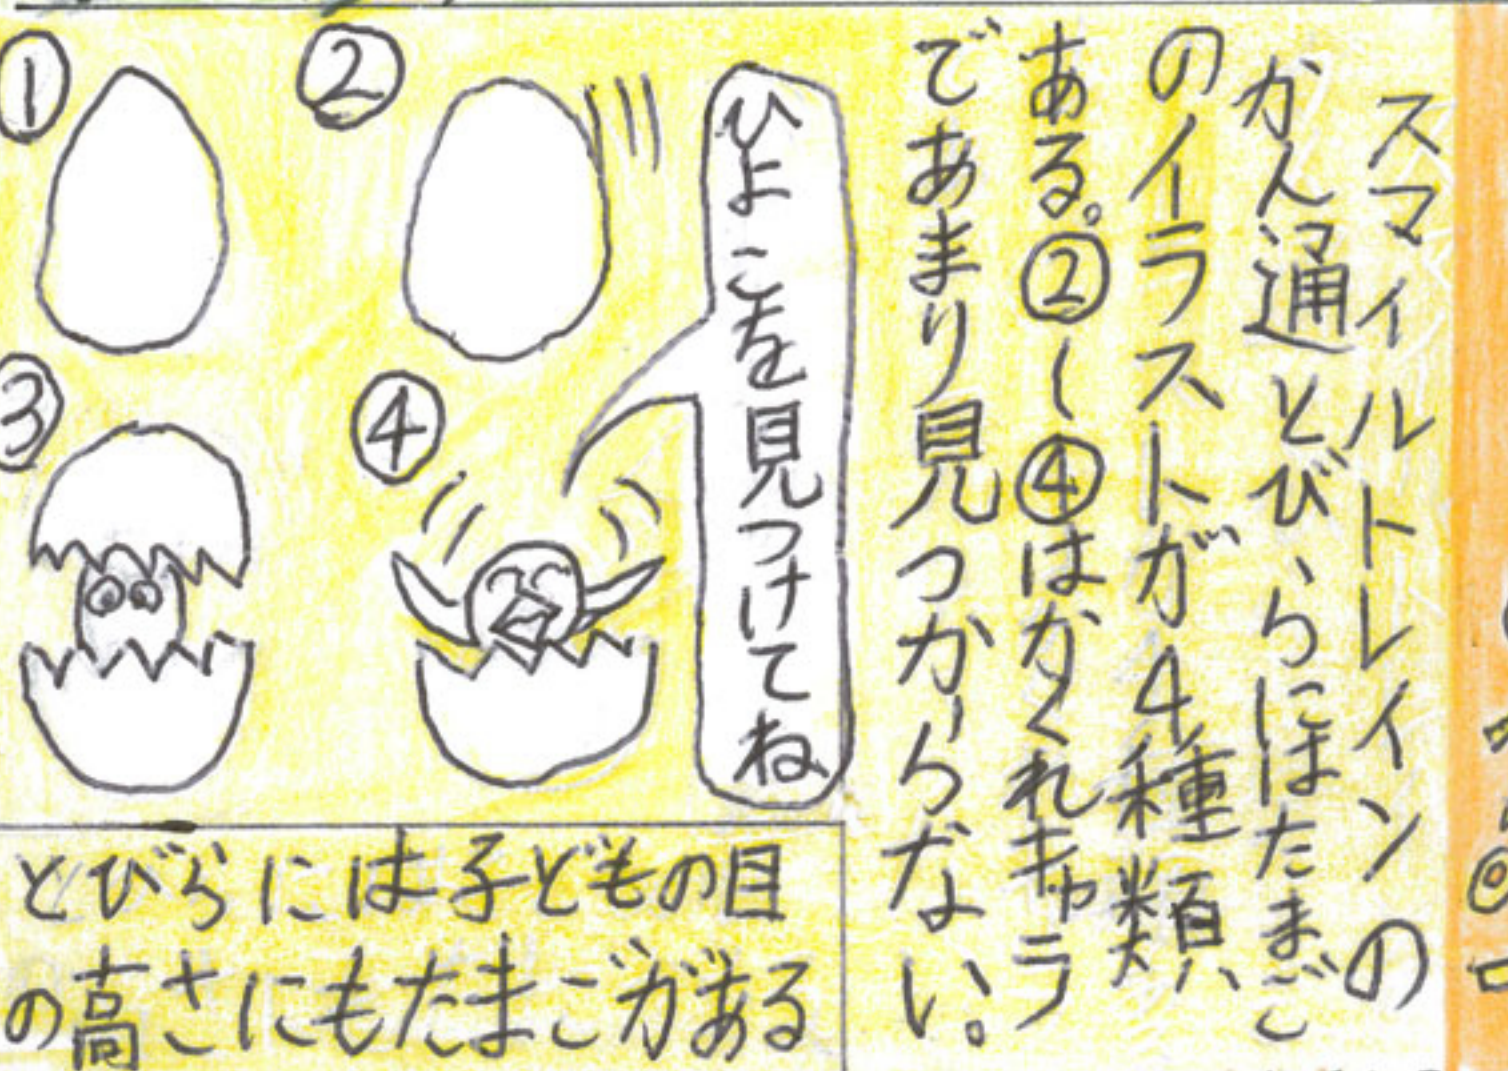 スマイルトレインの
かん通とびらにはたまご
のイラストが4種類
ある。②~④はかくれキャラ
であまり見つからない。
ひよこを見つけてね
①
②
③
④
とびらには子どもの目
の高さにもたまごがある